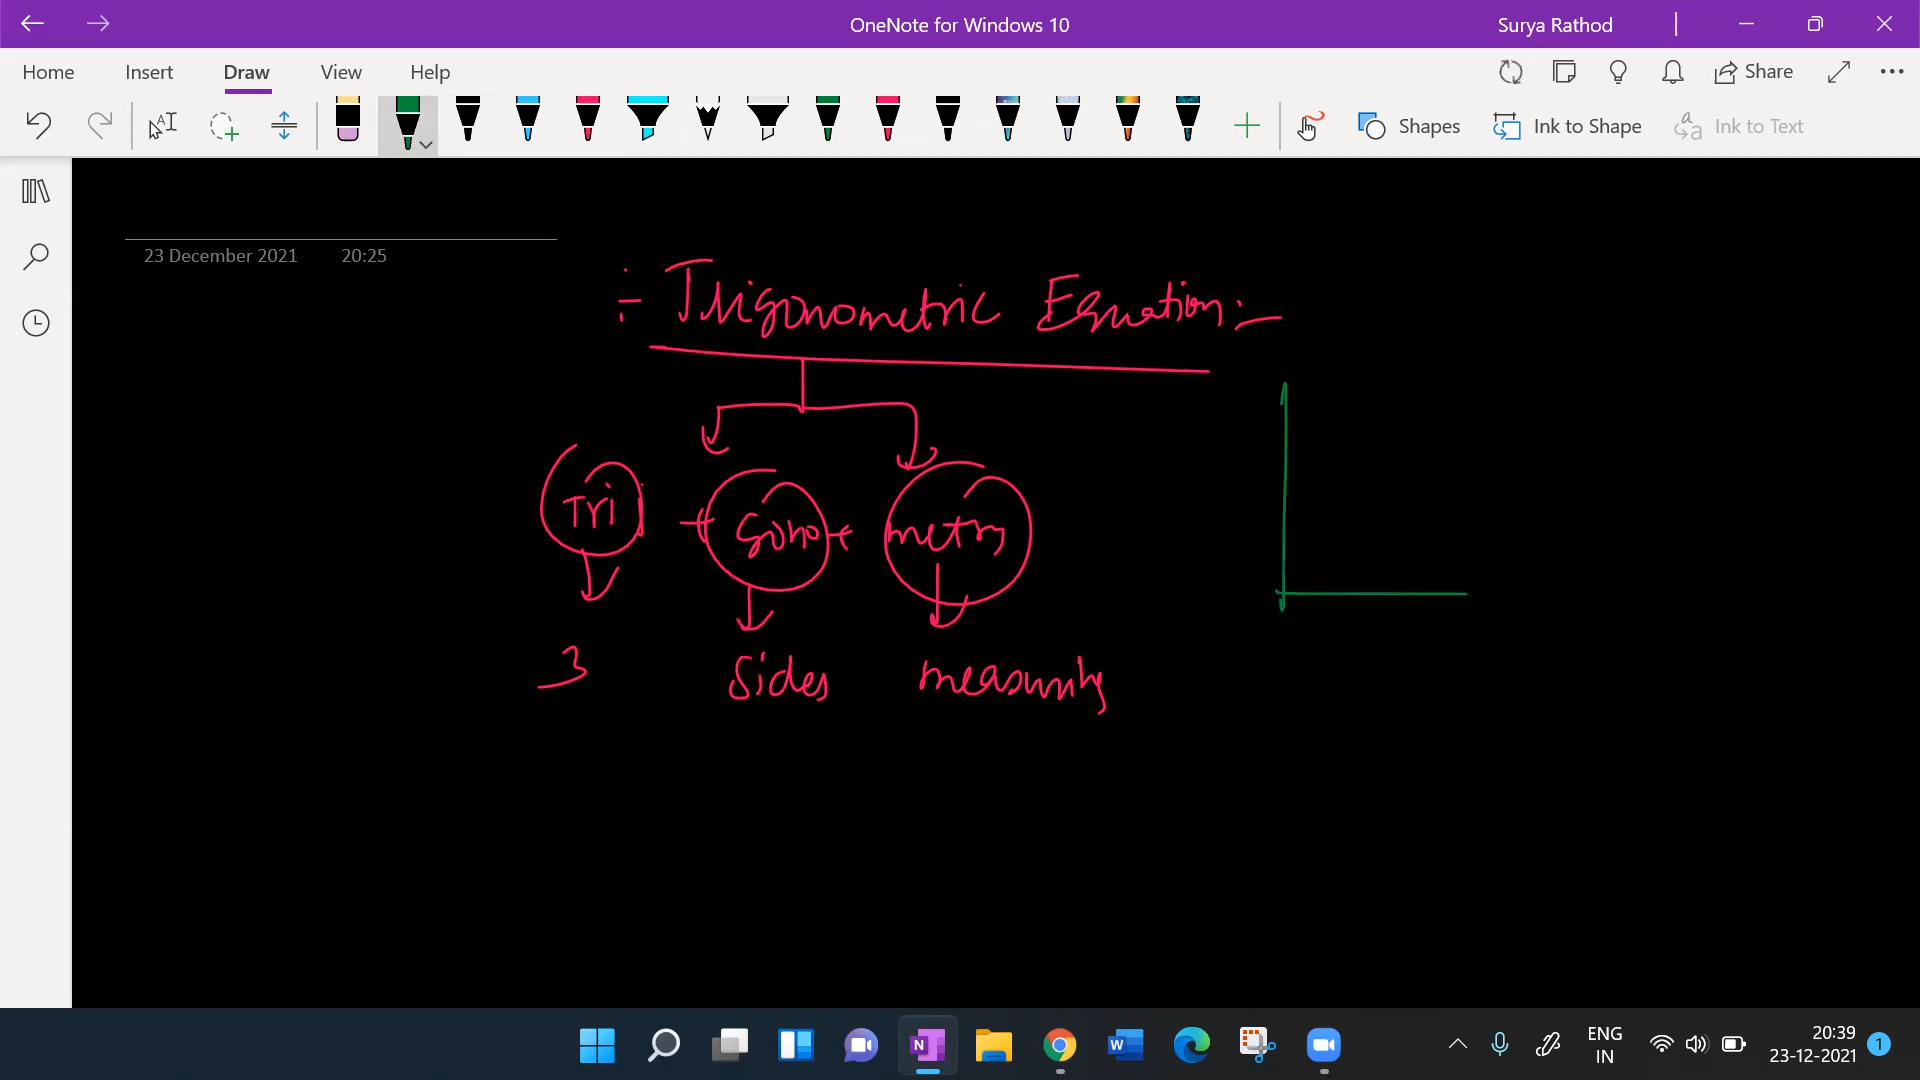 OneNote for Windows 10
Surya Rathod
Home Insert Draw View Help
Share
Shapes Ink to Shape Ink to Text
23 December 2021 20:25
:- Trigonometric Equation:-
Tri + Gono + metry
3 Sides measuring
N
W
ENG
IN
20:39
23-12-2021
1